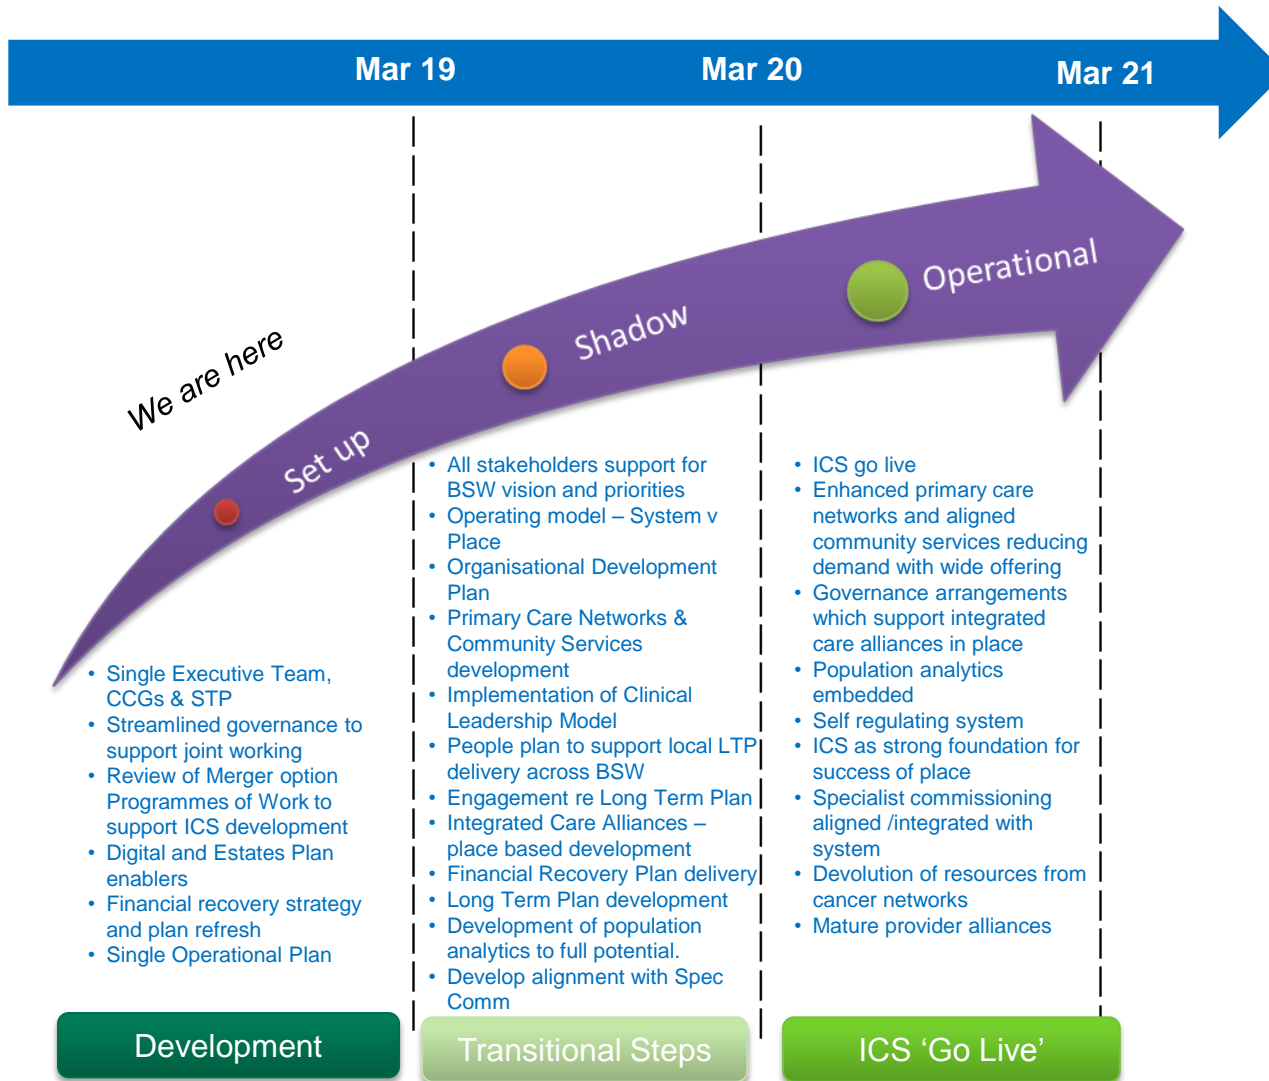 Mar 19
Mar 20
Mar 21
We are here
Set up
Shadow
Operational
• Single Executive Team,
CCGs & STP
• Streamlined governance to
support joint working
• Review of Merger option
Programmes of Work to
support ICS development
• Digital and Estates Plan
enablers
• Financial recovery strategy
and plan refresh
• Single Operational Plan
• All stakeholders support for
BSW vision and priorities
• Operating model – System v
Place
• Organisational Development
Plan
• Primary Care Networks &
Community Services
development
• Implementation of Clinical
Leadership Model
• People plan to support local LTP
delivery across BSW
• Engagement re Long Term Plan
• Integrated Care Alliances –
place based development
• Financial Recovery Plan delivery
• Long Term Plan development
• Development of population
analytics to full potential.
• Develop alignment with Spec
Comm
• ICS go live
• Enhanced primary care
networks and aligned
community services reducing
demand with wide offering
• Governance arrangements
which support integrated
care alliances in place
• Population analytics
embedded
• Self regulating system
• ICS as strong foundation for
success of place
• Specialist commissioning
aligned /integrated with
system
• Devolution of resources from
cancer networks
• Mature provider alliances
Development
Transitional Steps
ICS ‘Go Live’